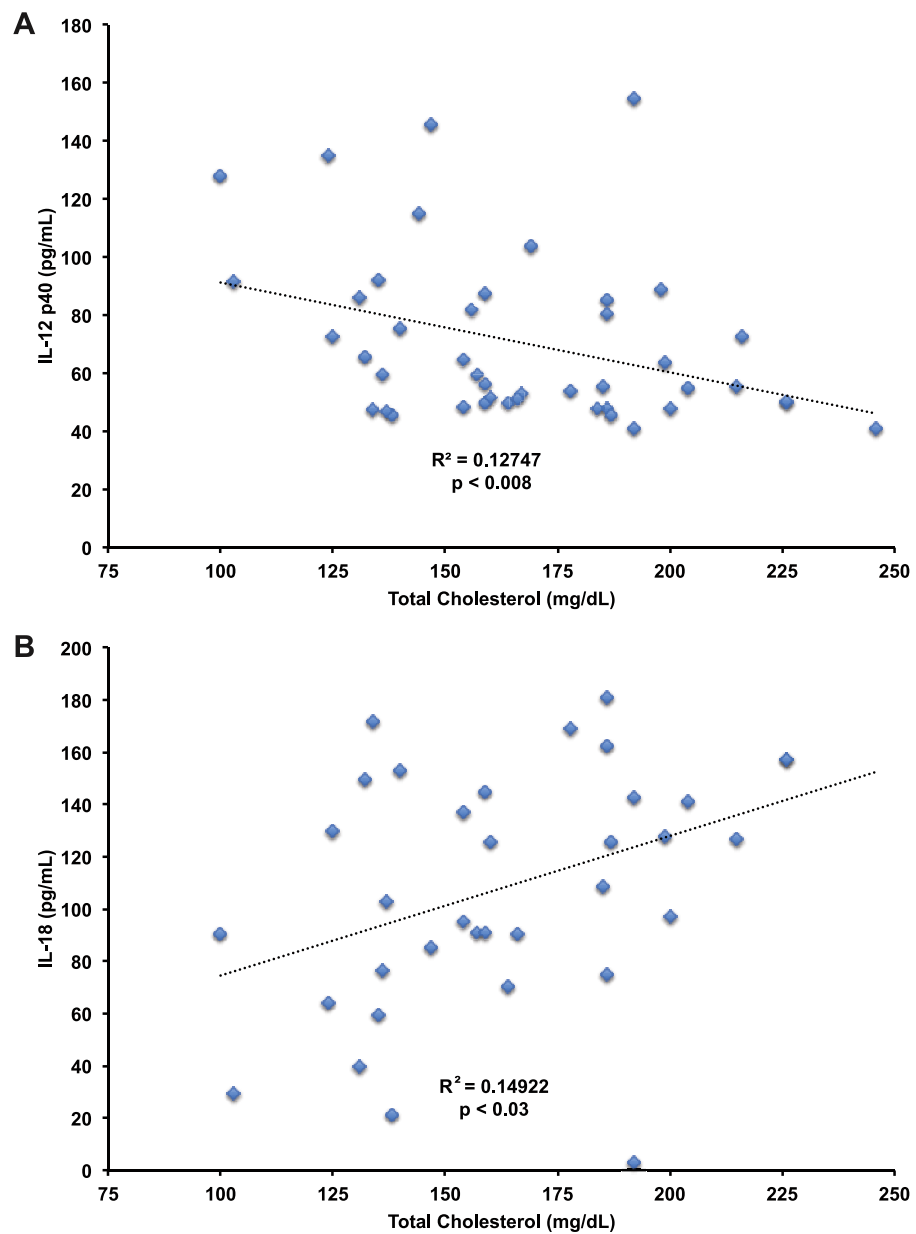 A
180
160
140
120
100
80
60
40
20
0
IL-12 p40 (pg/mL)
R² = 0.12747
p < 0.008
75 100 125 150 175 200 225 250
Total Cholesterol (mg/dL)
B
200
180
160
140
120
100
80
60
40
20
0
IL-18 (pg/mL)
R² = 0.14922
p < 0.03
75 100 125 150 175 200 225 250
Total Cholesterol (mg/dL)